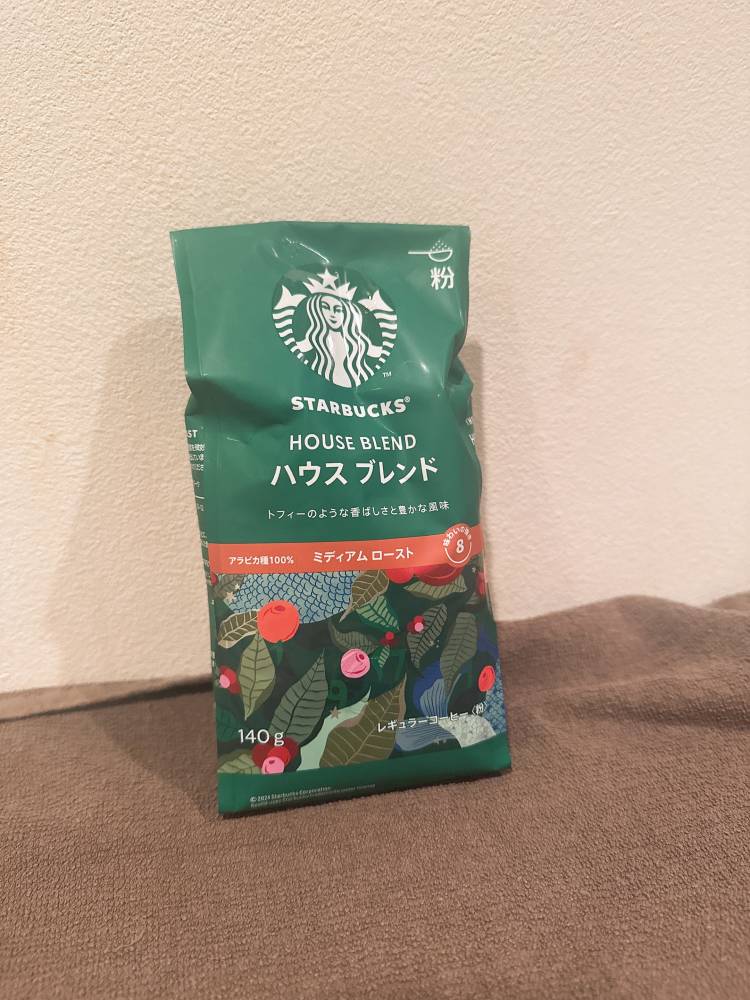 粉
TM
STARBUCKS®
HOUSE BLEND
ハウス ブレンド
トフィーのような香ばしさと豊かな風味
アラビカ種100% ミディアム ロースト
8
140 g
レギュラーコーヒー (粉
© 2024 Starbucks Corporation
ST